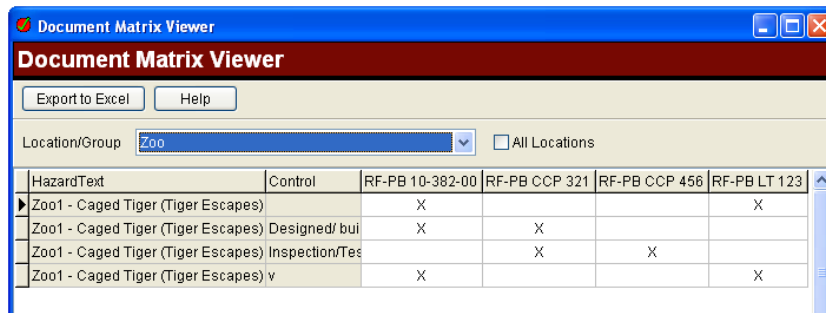 Document Matrix Viewer
Document Matrix Viewer
Export to Excel Help
Location/Group Zoo All Locations
HazardText Control RF-PB 10-382-00 RF-PB CCP 321 RF-PB CCP 456 RF-PB LT 123
Zoo1 - Caged Tiger (Tiger Escapes) X X
Zoo1 - Caged Tiger (Tiger Escapes) Designed/ bui X X
Zoo1 - Caged Tiger (Tiger Escapes) Inspection/Tes X X
Zoo1 - Caged Tiger (Tiger Escapes) v X X